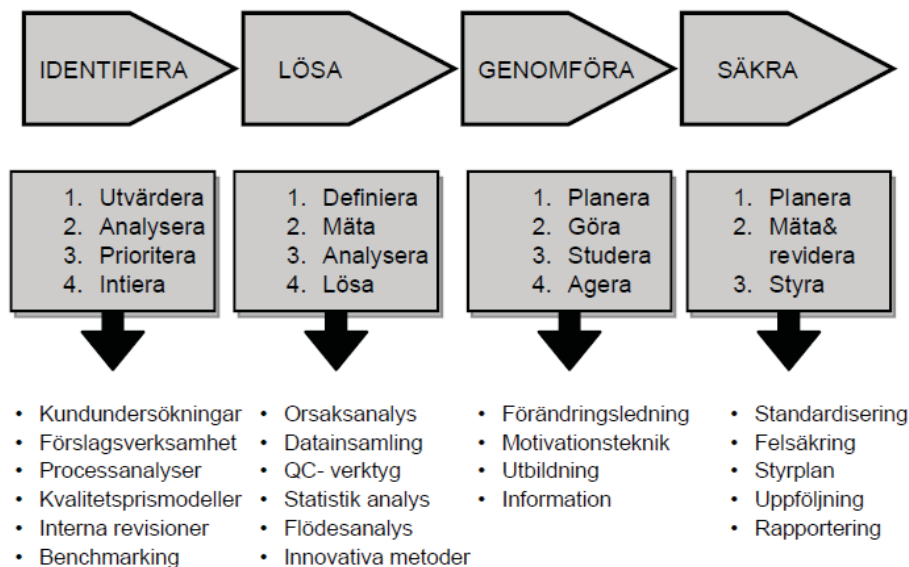 IDENTIFIERA
LÖSA
GENOMFÖRA
SÄKRA
1. Utvärdera
2. Analysera
3. Prioritera
4. Intiera
1. Definiera
2. Mäta
3. Analysera
4. Lösa
1. Planera
2. Göra
3. Studera
4. Agera
1. Planera
2. Mäta&
revidera
3. Styra
• Kundundersökningar
• Förslagsverksamhet
• Processanalyser
• Kvalitetsprismodeller
• Interna revisioner
• Benchmarking
• Orsaksanalys
• Datainsamling
• QC- verktyg
• Statistik analys
• Flödesanalys
• Innovativa metoder
• Förändringsledning
• Motivationsteknik
• Utbildning
• Information
• Standardisering
• Felsäkring
• Styrplan
• Uppföljning
• Rapportering